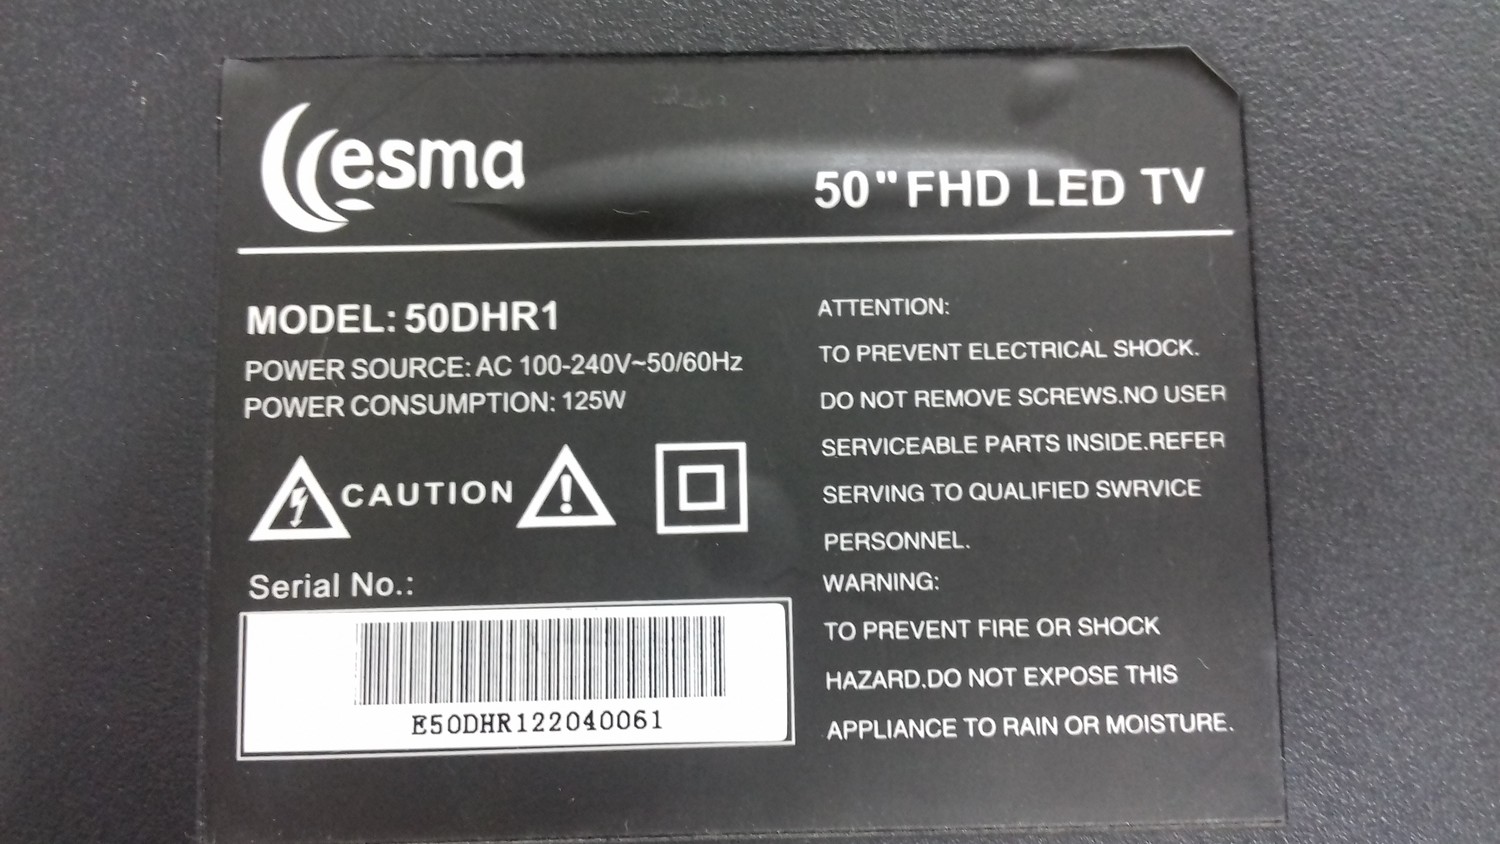 esma
50"FHD LED TV
MODEL: 50DHR1
POWER SOURCE: AC 100-240V~50/60Hz
POWER CONSUMPTION: 125W
CAUTION
Serial No.:
E50DHR122040061
ATTENTION:
TO PREVENT ELECTRICAL SHOCK.
DO NOT REMOVE SCREWS.NO USER
SERVICEABLE PARTS INSIDE.REFER
SERVING TO QUALIFIED SWRVICE
PERSONNEL.
WARNING:
TO PREVENT FIRE OR SHOCK
HAZARD.DO NOT EXPOSE THIS
APPLIANCE TO RAIN OR MOISTURE.